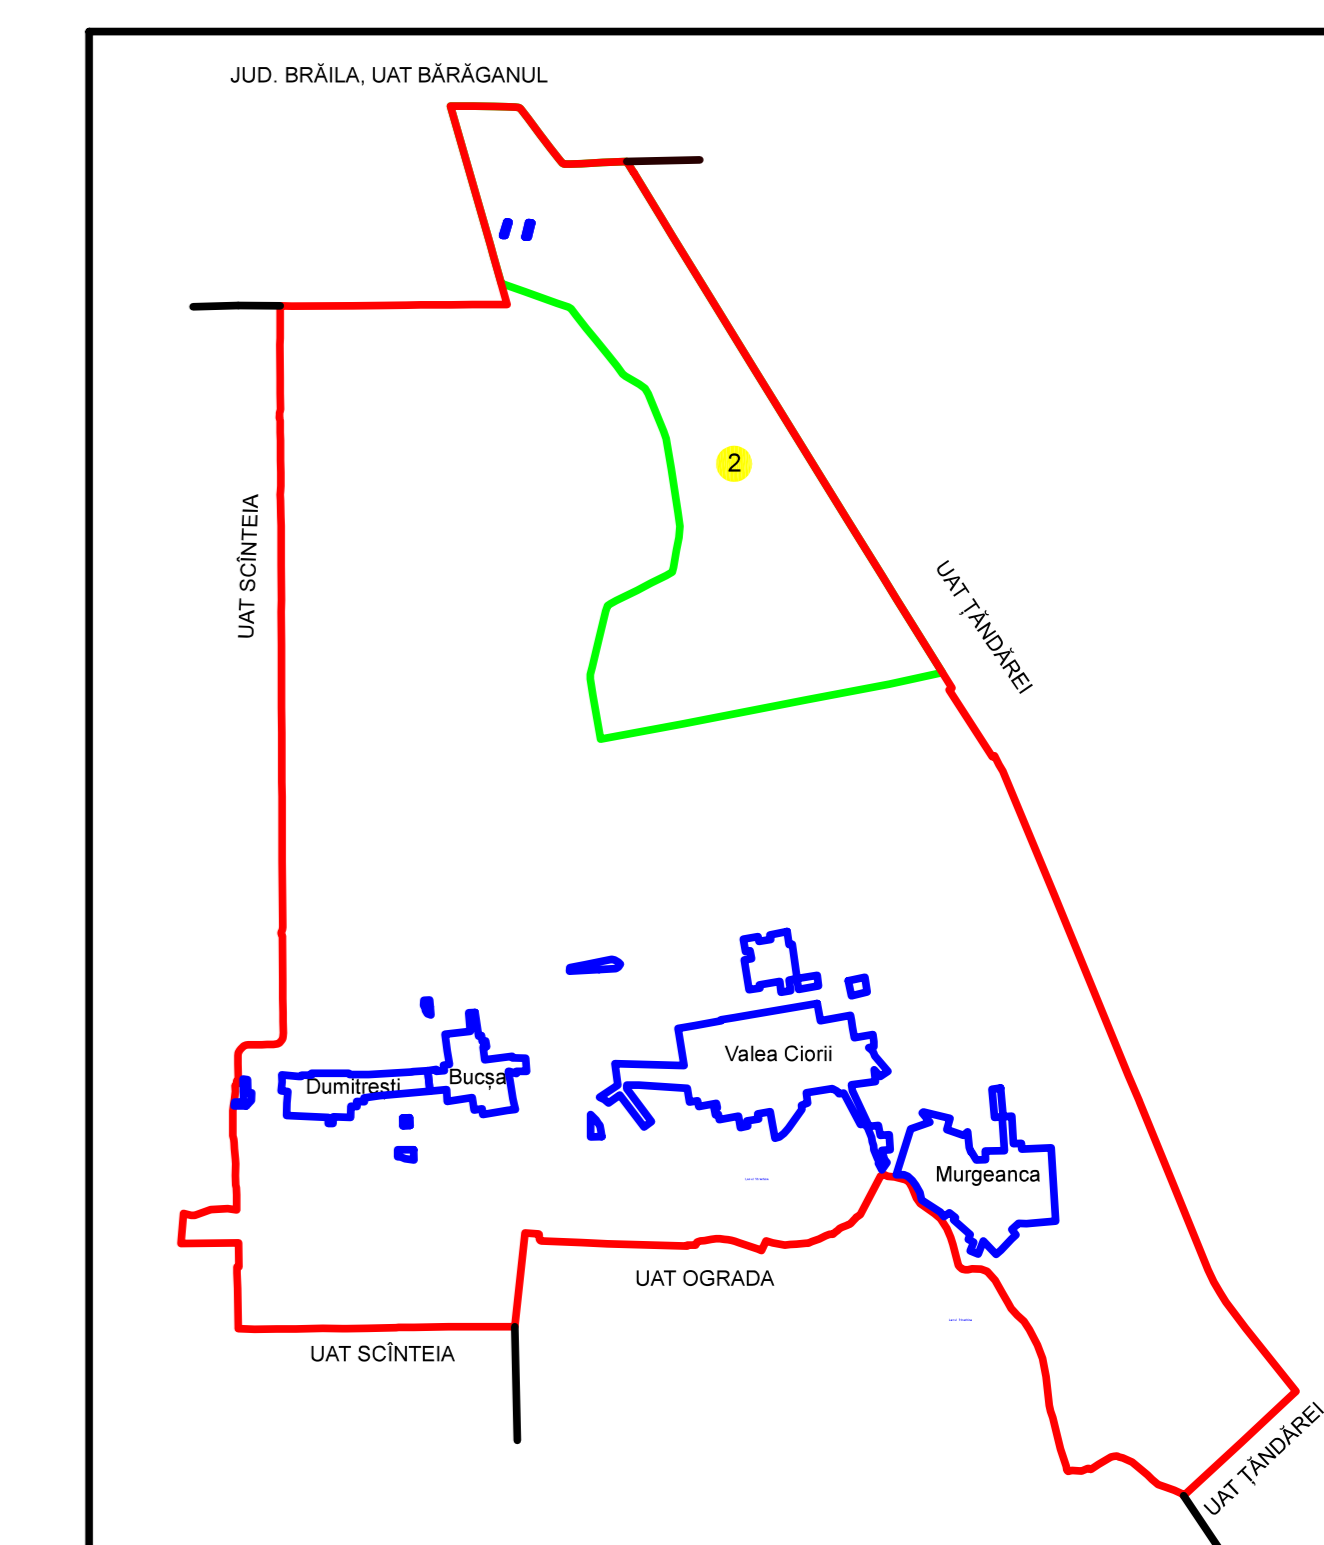 JUD. BRĂILA, UAT BĂRĂGANUL
2
UAT SCÎNTEIA
UAT ȚĂNDĂREI
Valea Ciorii
Bucșa
Dumitrești
Murgeanca
UAT OGRADA
UAT SCÎNTEIA
UAT ȚĂNDĂREI